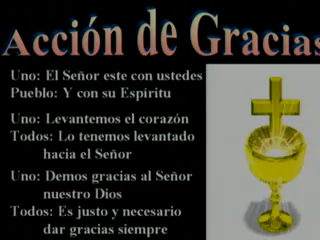 Acción de Gracias
Uno: El Señor este con ustedes
Pueblo: Y con su Espíritu
Uno: Levantemos el corazón
Todos: Lo tenemos levantado
hacia el Señor
Uno: Demos gracias al Señor
nuestro Dios
Todos: Es justo y necesario
dar gracias siempre